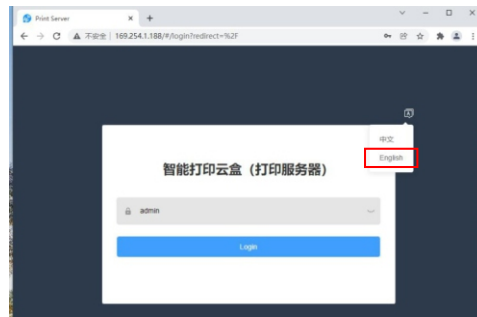 Print Server
不安全 | 169.254.1.188/#/login?redirect=%2F
中文
English
智能打印云盒（打印服务器）
admin
Login